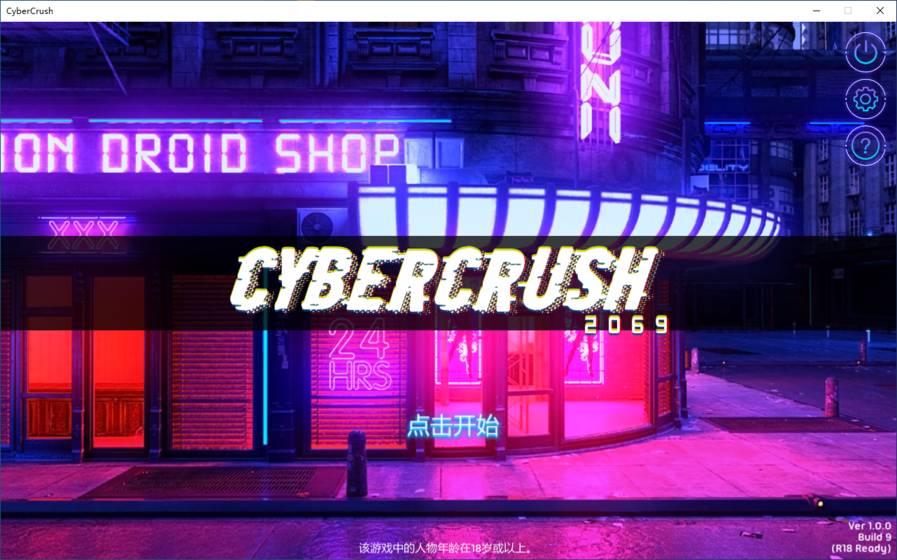 CyberCrush
ION DROID SHOP
XXX
CYBERCRUSH
2069
24
HRS
点击开始
该游戏中的人物年龄在18岁或以上。
Ver 1.0.0
Build 9
(R18 Ready)